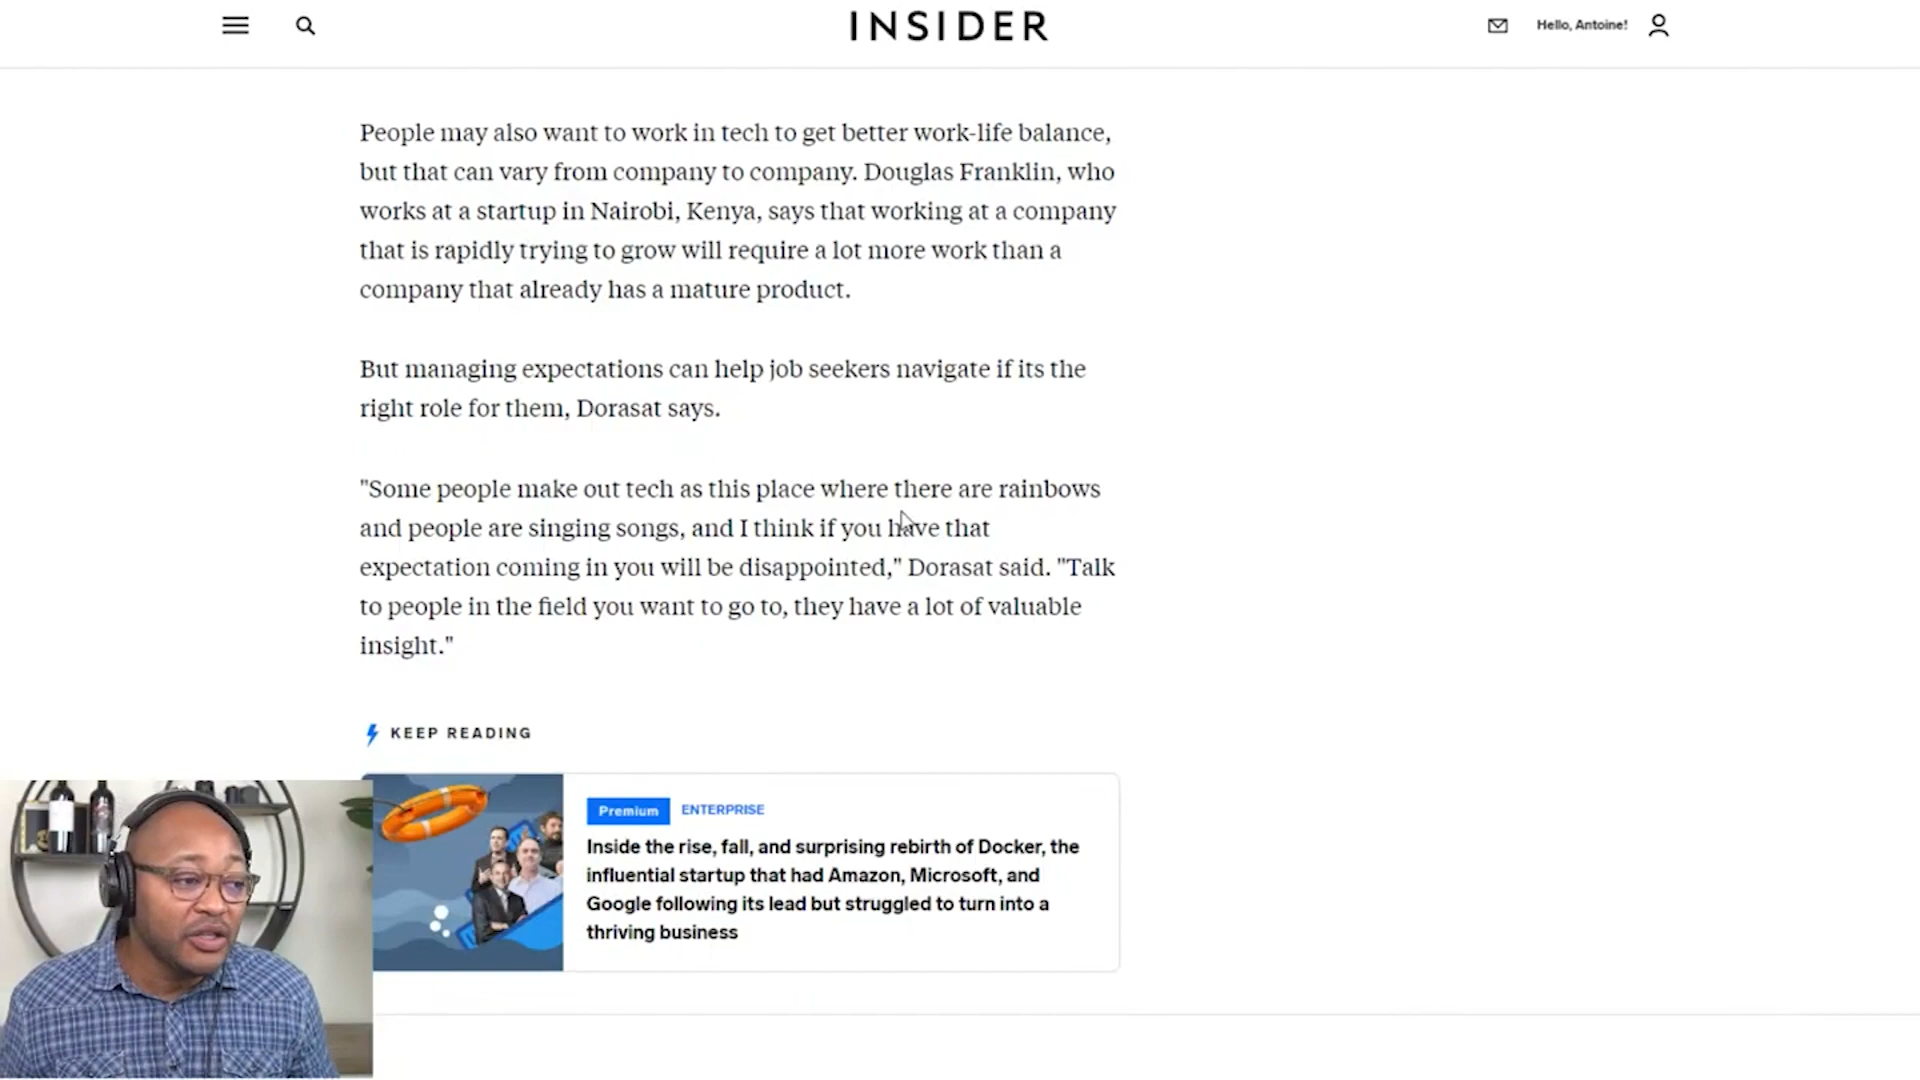 INSIDER
Hello, Antoine!
People may also want to work in tech to get better work-life balance,
but that can vary from company to company. Douglas Franklin, who
works at a startup in Nairobi, Kenya, says that working at a company
that is rapidly trying to grow will require a lot more work than a
company that already has a mature product.
But managing expectations can help job seekers navigate if its the
right role for them, Dorasat says.
"Some people make out tech as this place where there are rainbows
and people are singing songs, and I think if you have that
expectation coming in you will be disappointed," Dorasat said. "Talk
to people in the field you want to go to, they have a lot of valuable
insight."
KEEP READING
Premium ENTERPRISE
Inside the rise, fall, and surprising rebirth of Docker, the
influential startup that had Amazon, Microsoft, and
Google following its lead but struggled to turn into a
thriving business